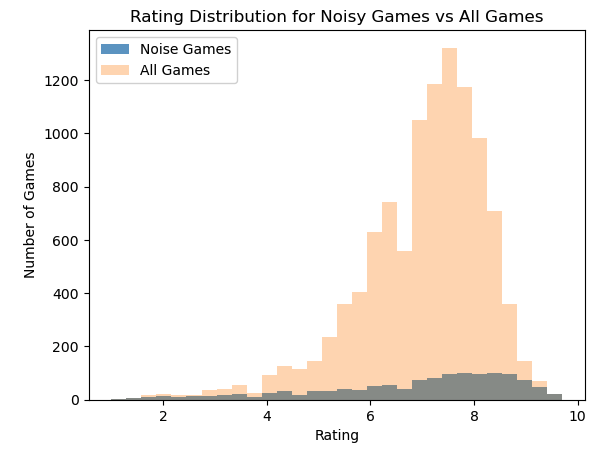 Rating Distribution for Noisy Games vs All Games
Noise Games
All Games
Number of Games
1200
1000
800
600
400
200
0
2
4
6
8
10
Rating